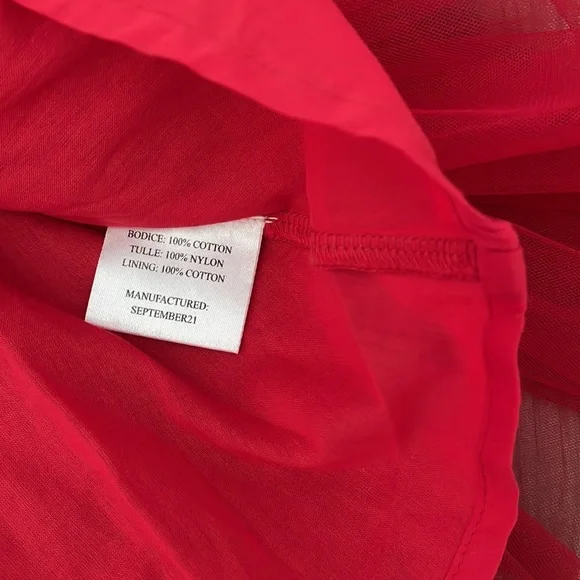 BODICE: 100% COTTON
TULLE: 100% NYLON
LINING: 100% COTTON
MANUFACTURED:
SEPTEMBER21